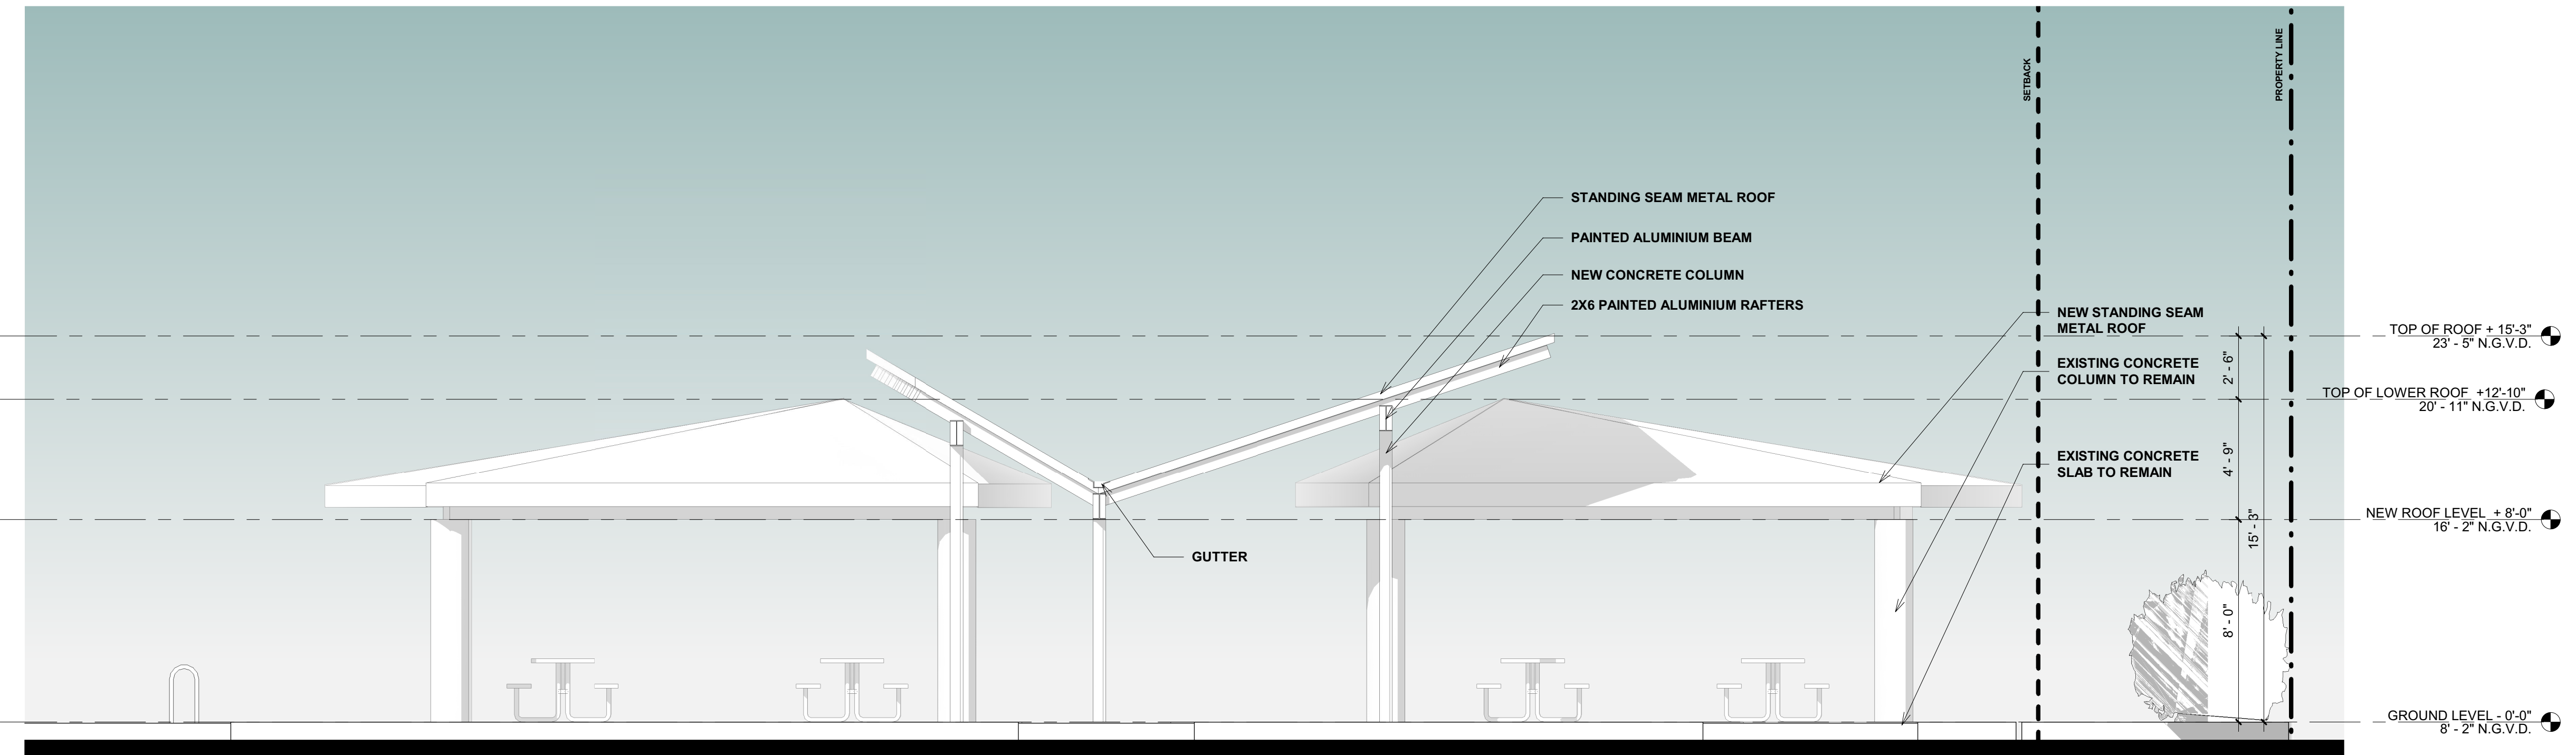 SETBACK
PROPERTY LINE
STANDING SEAM METAL ROOF
PAINTED ALUMINIUM BEAM
NEW CONCRETE COLUMN
2X6 PAINTED ALUMINIUM RAFTERS
NEW STANDING SEAM
METAL ROOF
EXISTING CONCRETE
COLUMN TO REMAIN
EXISTING CONCRETE
SLAB TO REMAIN
GUTTER
2' - 6"
4' - 9"
15' - 3"
8' - 0"
TOP OF ROOF + 15'-3"
23' - 5" N.G.V.D.
TOP OF LOWER ROOF +12'-10"
20' - 11" N.G.V.D.
NEW ROOF LEVEL + 8'-0"
16' - 2" N.G.V.D.
GROUND LEVEL - 0'-0"
8' - 2" N.G.V.D.